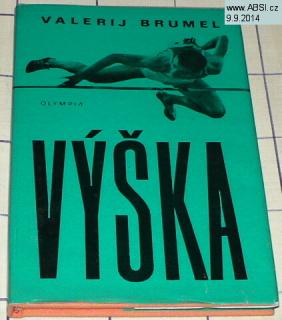 www.ABSI.cz
9.9.2014
VALERIJ BRUMEL
OLYMPIA
VÝŠKA